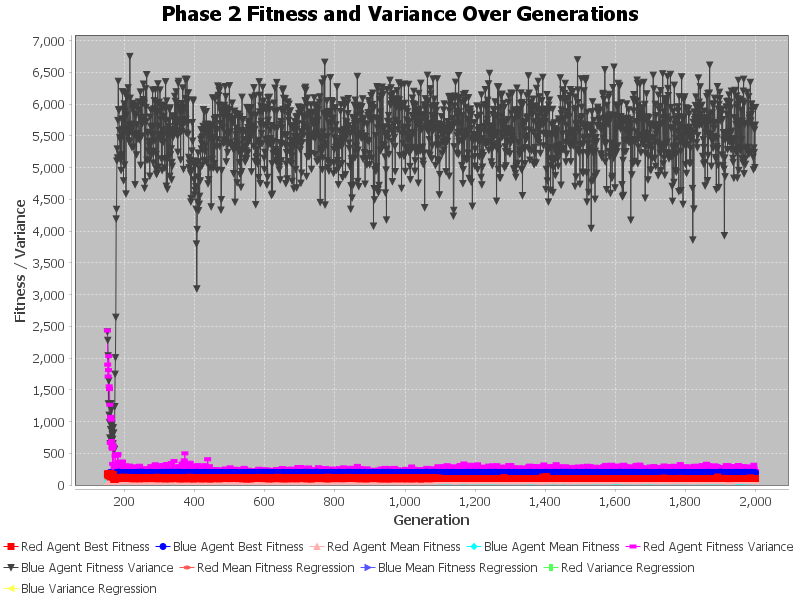 Phase 2 Fitness and Variance Over Generations
7,000
6,500
6,000
5,500
5,000
4,500
4,000
3,500
3,000
2,500
2,000
1,500
1,000
500
0
Fitness / Variance
200 400 600 800 1,000 1,200 1,400 1,600 1,800 2,000
Generation
Red Agent Best Fitness Blue Agent Best Fitness Red Agent Mean Fitness Blue Agent Mean Fitness Red Agent Fitness Variance
Blue Agent Fitness Variance Red Mean Fitness Regression Blue Mean Fitness Regression Red Variance Regression
Blue Variance Regression